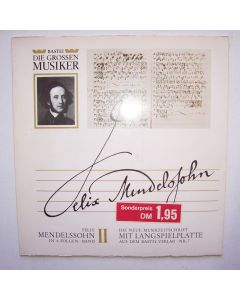 BASTEI
DIE GROSSEN
MUSIKER
Felix Mendelssohn
Sonderpreis
DM 1,95
FELIX
MENDELSSOHN
IN 4 FOLGEN · BAND
II
DIE NEUE MUSIKZEITSCHRIFT
MIT LANGSPIELPLATTE
AUS DEM BASTEI VERLAG · NR. 7